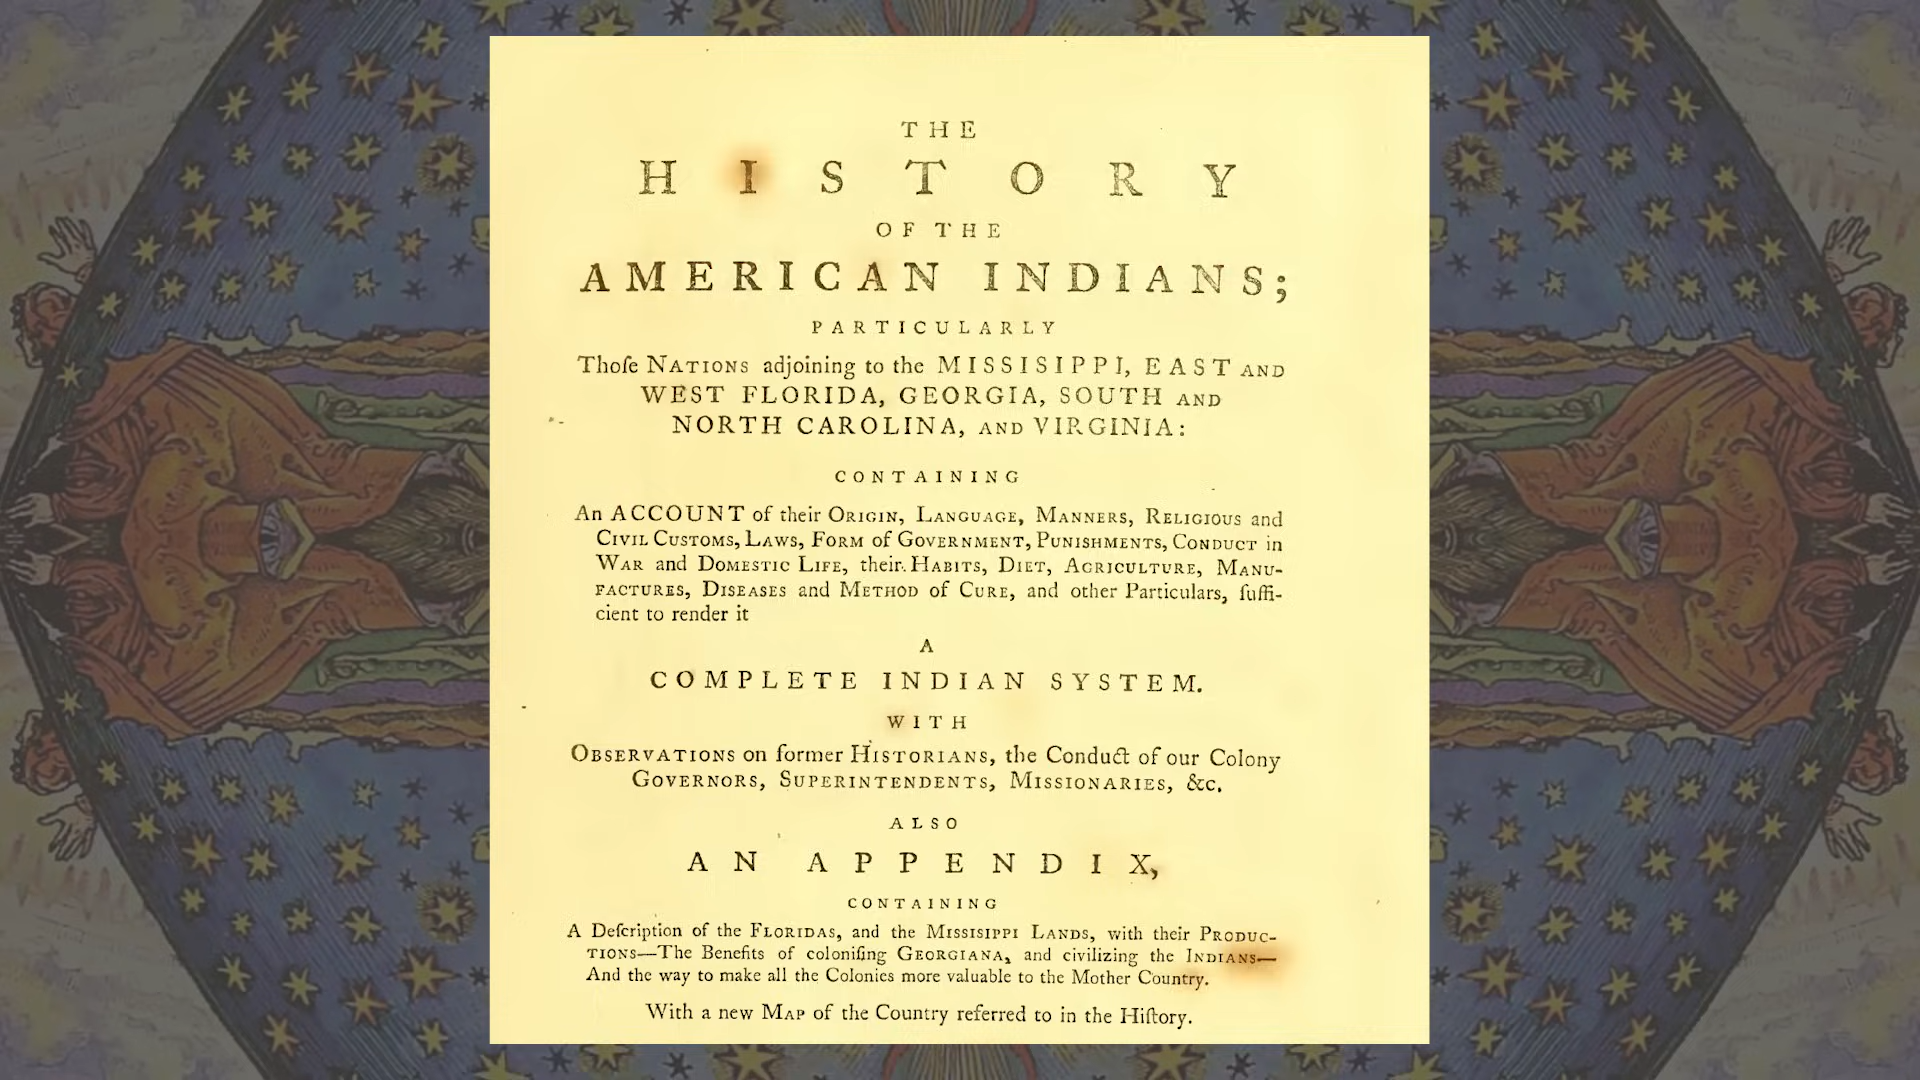 THE
HISTORY
OF THE
AMERICAN INDIANS;
PARTICULARLY
Thoſe NATIONS adjoining to the MISSISIPPI, EAST AND
WEST FLORIDA, GEORGIA, SOUTH AND
NORTH CAROLINA, AND VIRGINIA:
CONTAINING
An ACCOUNT of their ORIGIN, LANGUAGE, MANNERS, RELIGIOUS and
CIVIL CUSTOMS, LAWS, FORM of GOVERNMENT, PUNISHMENTS, CONDUCT in
WAR and DOMESTIC LIFE, their HABITS, DIET, AGRICULTURE, MANU-
FACTURES, DISEASES and METHOD of CURE, and other Particulars, ſuffi-
cient to render it
A
COMPLETE INDIAN SYSTEM.
WITH
OBSERVATIONS on former HISTORIANS, the Conduct of our Colony
GOVERNORS, SUPERINTENDENTS, MISSIONARIES, &c.
ALSO
AN APPENDIX,
CONTAINING
A Deſcription of the FLORIDAS, and the MISSISIPPI LANDS, with their PRODUC-
TIONS—The Benefits of coloniſing GEORGIANA, and civilizing the INDIANS—
And the way to make all the Colonies more valuable to the Mother Country.
With a new MAP of the Country referred to in the Hiſtory.